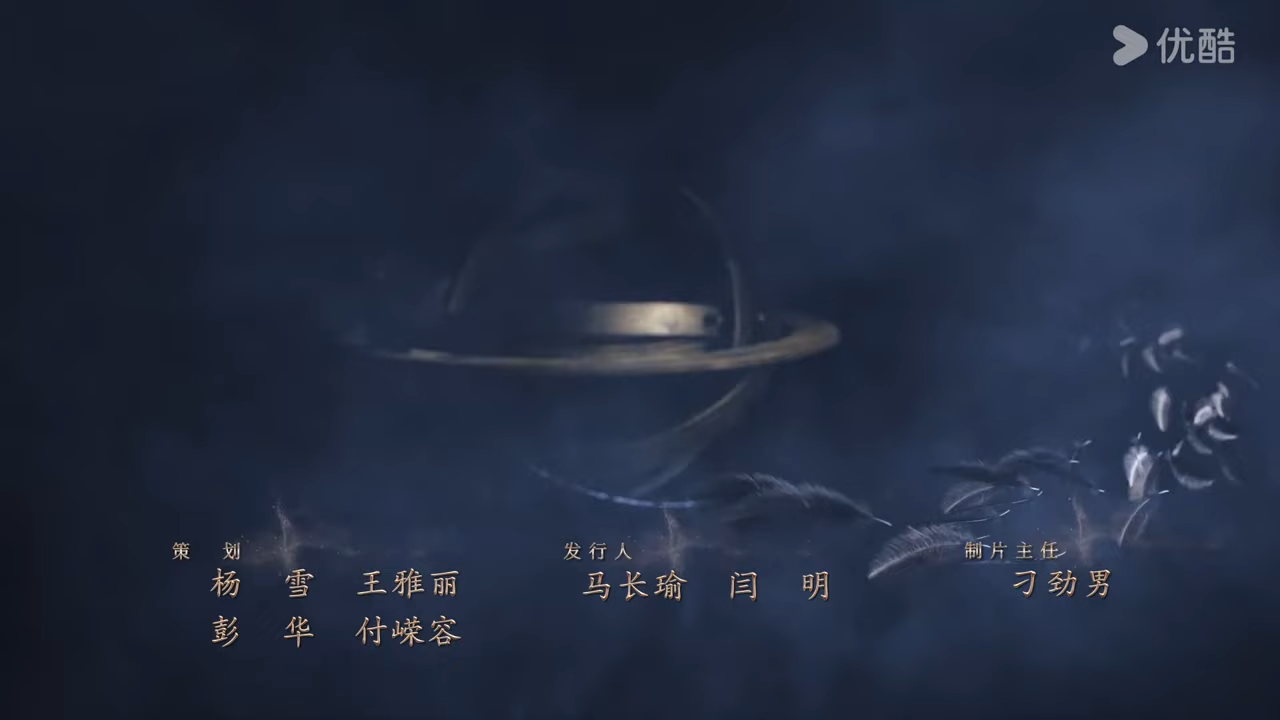 优酷
策 划
杨 雪 王雅丽
彭 华 付嵘容
发行人
马长瑜 闫 明
制片主任
刁劲男